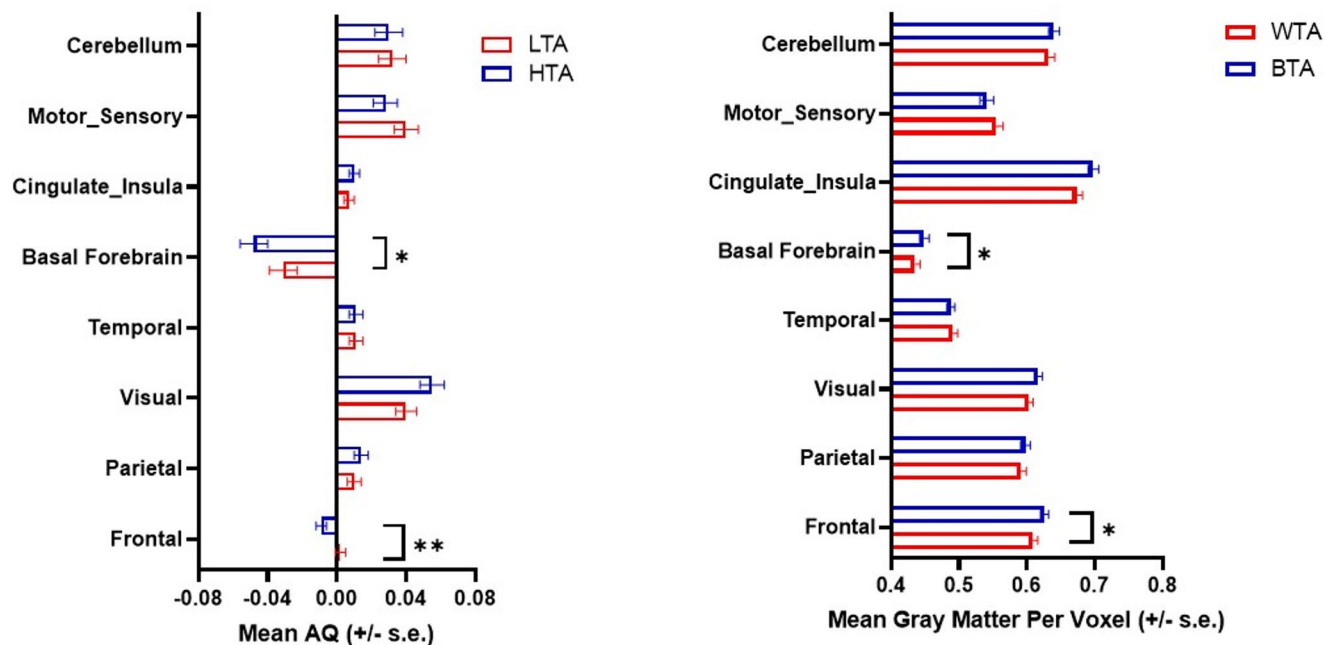 Cerebellum
Motor_Sensory
Cingulate_Insula
Basal Forebrain
Temporal
Visual
Parietal
Frontal
LTA
HTA
*
**
-0.08 -0.04 0.00 0.04 0.08
Mean AQ (+/- s.e.)
Cerebellum
Motor_Sensory
Cingulate_Insula
Basal Forebrain
Temporal
Visual
Parietal
Frontal
WTA
BTA
*
*
0.4 0.5 0.6 0.7 0.8
Mean Gray Matter Per Voxel (+/- s.e.)